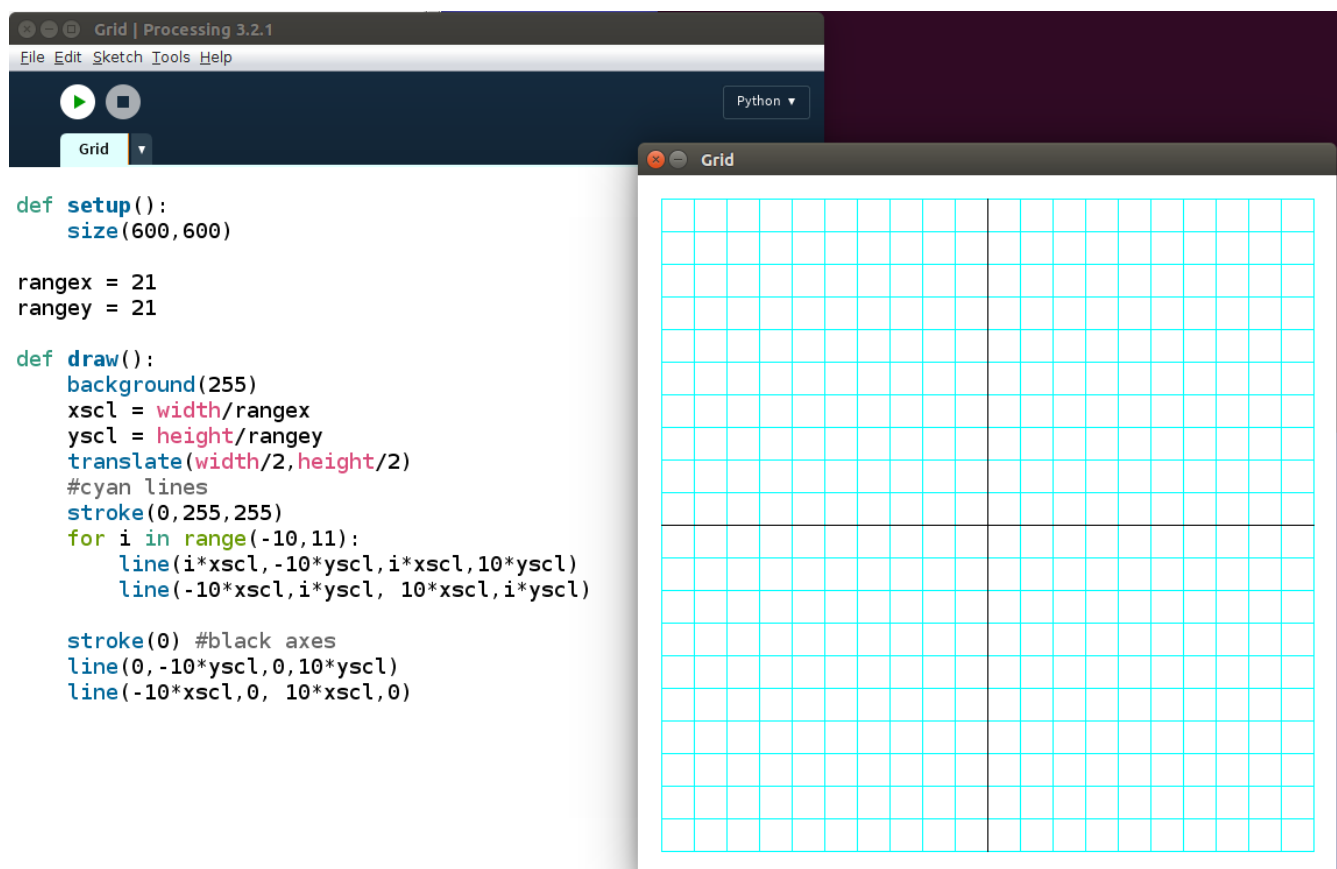 Grid | Processing 3.2.1
File Edit Sketch Tools Help
Python ▼
Grid ▼
Grid
def setup():
    size(600,600)

rangex = 21
rangey = 21

def draw():
    background(255)
    xscl = width/rangex
    yscl = height/rangey
    translate(width/2,height/2)
    #cyan lines
    stroke(0,255,255)
    for i in range(-10,11):
        line(i*xscl,-10*yscl,i*xscl,10*yscl)
        line(-10*xscl,i*yscl, 10*xscl,i*yscl)

    stroke(0) #black axes
    line(0,-10*yscl,0,10*yscl)
    line(-10*xscl,0, 10*xscl,0)